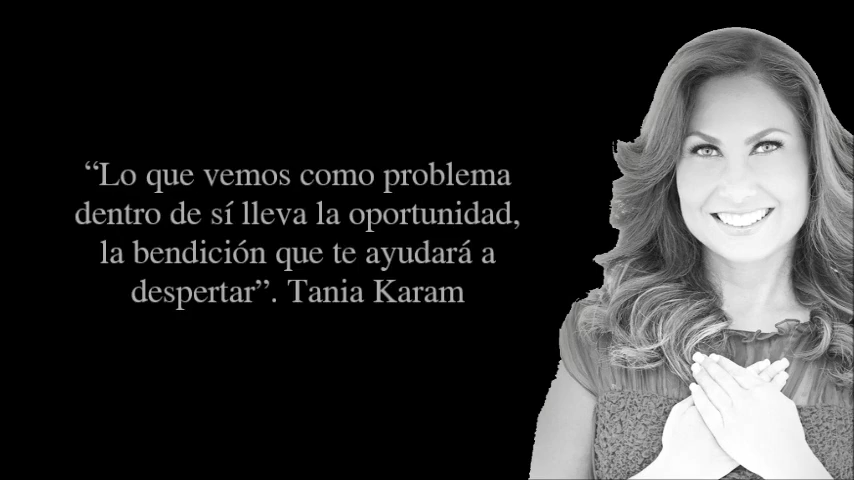 “Lo que vemos como problema
dentro de sí lleva la oportunidad,
la bendición que te ayudará a
despertar”. Tania Karam